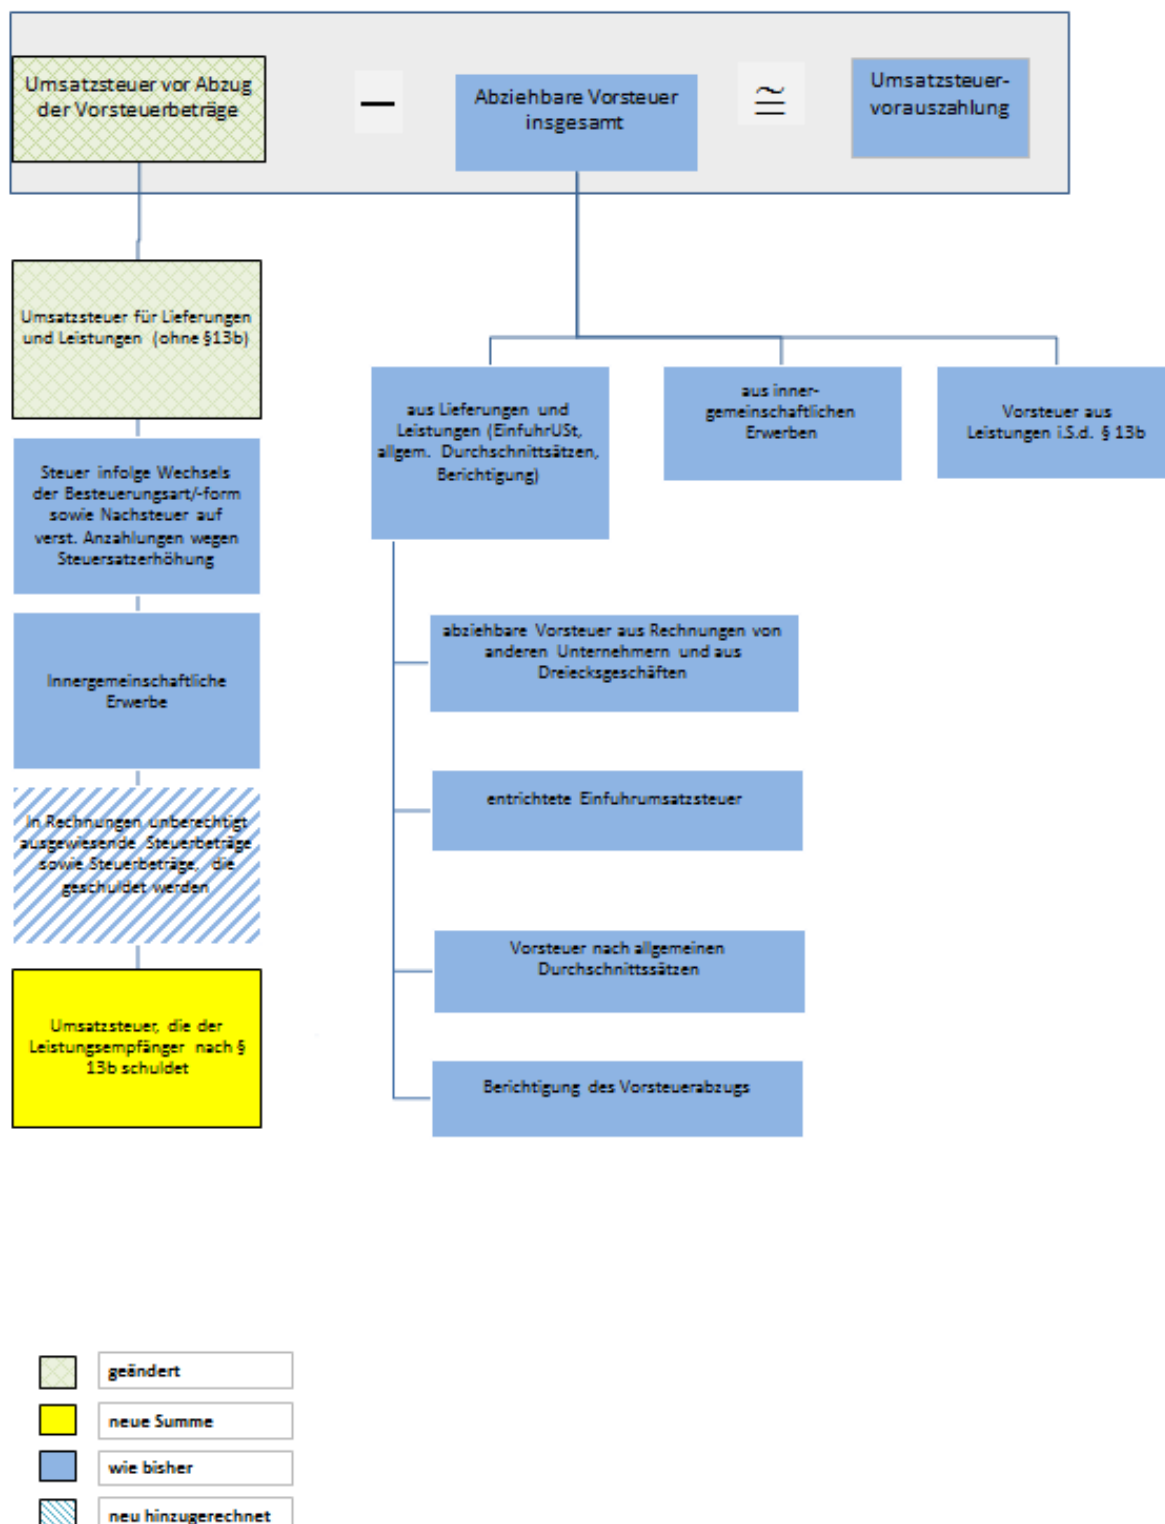 Umsatzsteuer vor Abzug
der Vorsteuerbeträge
—
Abziehbare Vorsteuer
insgesamt
≅
Umsatzsteuer-
vorauszahlung
Umsatzsteuer für Lieferungen
und Leistungen (ohne §13b)
Steuer infolge Wechsels
der Besteuerungsart/-form
sowie Nachsteuer auf
verst. Anzahlungen wegen
Steuersatzerhöhung
Innergemeinschaftliche
Erwerbe
In Rechnungen unberechtigt
ausgewiesende Steuerbeträge
sowie Steuerbeträge, die
geschuldet werden
Umsatzsteuer, die der
Leistungsempfänger nach §
13b schuldet
aus Lieferungen und
Leistungen (EinfuhrUSt,
allgem. Durchschnittsätzen,
Berichtigung)
aus inner-
gemeinschaftlichen
Erwerben
Vorsteuer aus
Leistungen i.S.d. § 13b
abziehbare Vorsteuer aus Rechnungen von
anderen Unternehmern und aus
Dreiecksgeschäften
entrichtete Einfuhrumsatzsteuer
Vorsteuer nach allgemeinen
Durchschnittssätzen
Berichtigung des Vorsteuerabzugs
geändert
neue Summe
wie bisher
neu hinzugerechnet